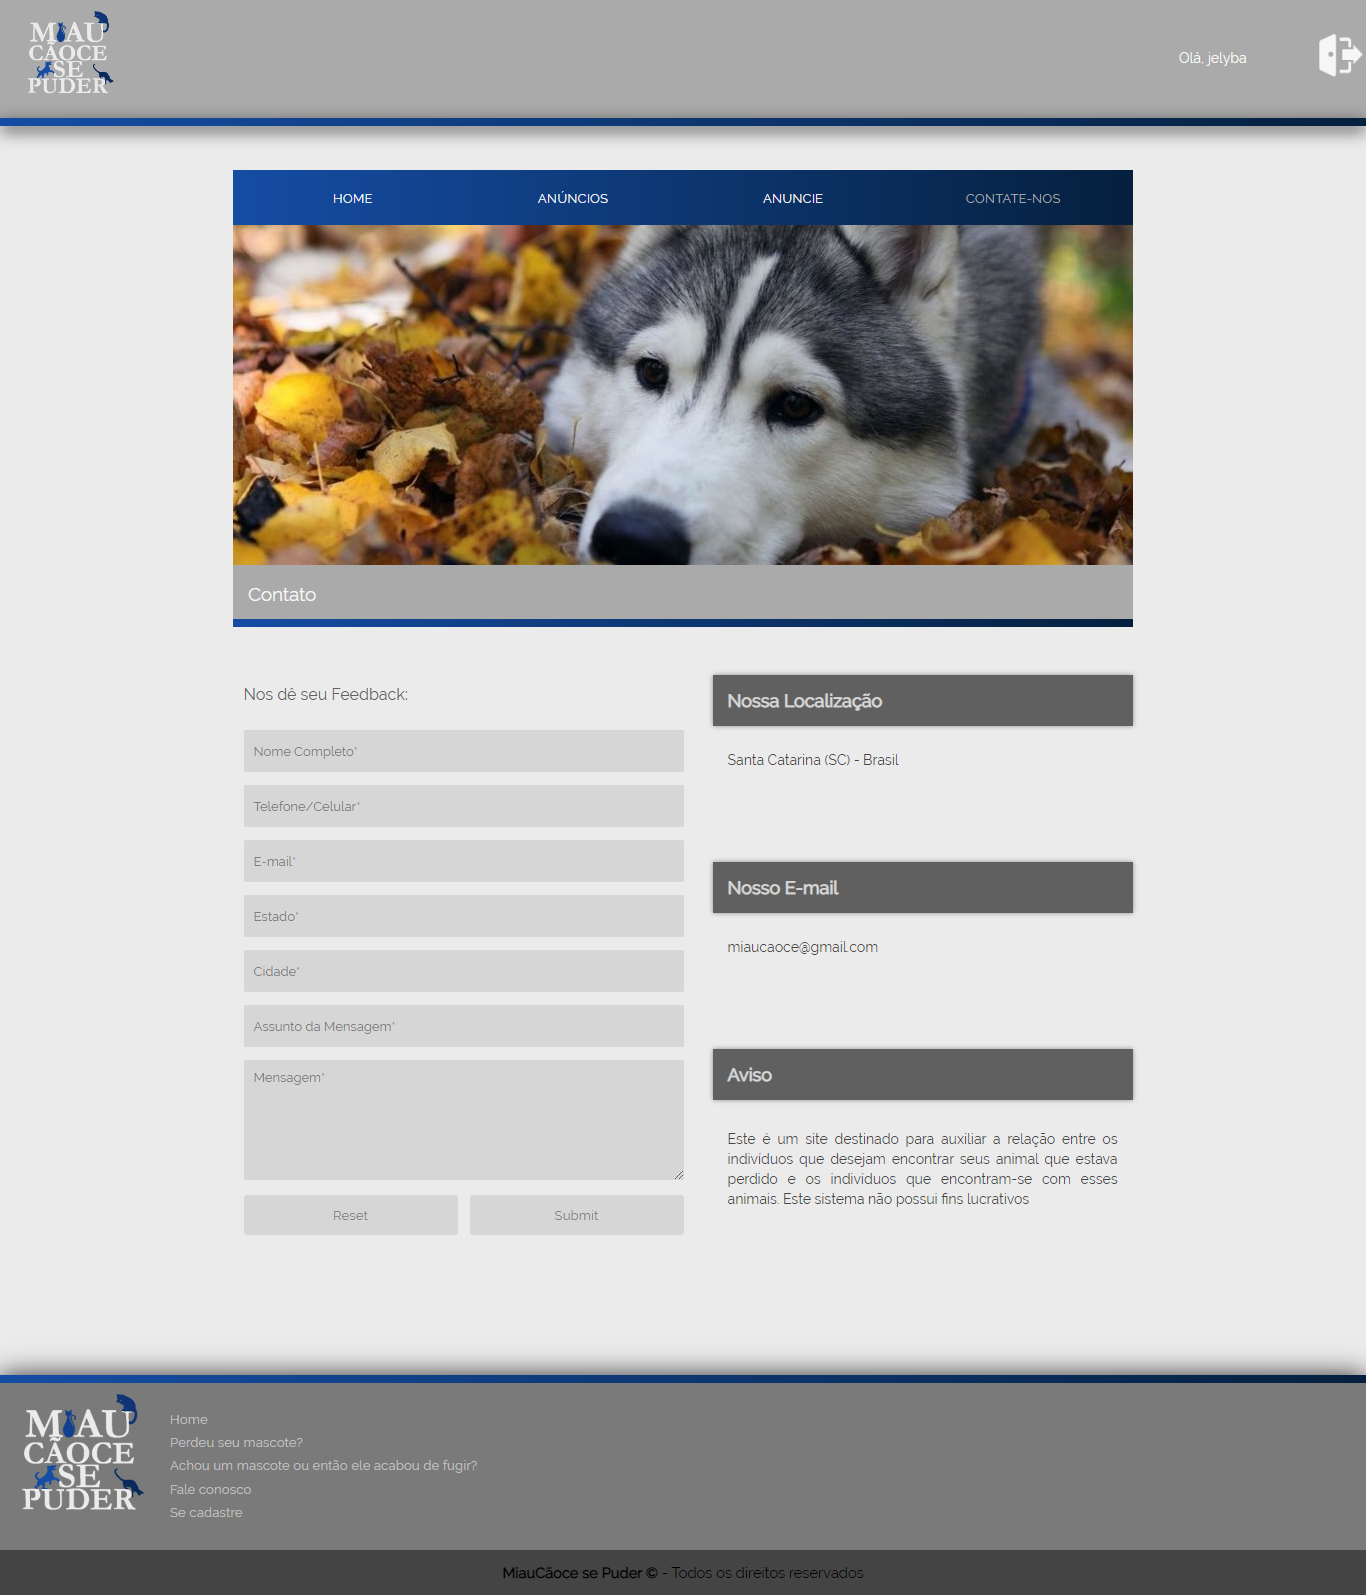 MIAU
CÃOCE
SE
PUDER
Olá, jelyba
HOME ANÚNCIOS ANUNCIE CONTATE-NOS
Contato
Nos dê seu Feedback:
Nome Completo*
Telefone/Celular*
E-mail*
Estado*
Cidade*
Assunto da Mensagem*
Mensagem*
Reset Submit
Nossa Localização
Santa Catarina (SC) - Brasil
Nosso E-mail
miaucaoce@gmail.com
Aviso
Este é um site destinado para auxiliar a relação entre os
indivíduos que desejam encontrar seus animal que estava
perdido e os indivíduos que encontram-se com esses
animais. Este sistema não possui fins lucrativos
MIAU
CÃOCE
SE
PUDER
Home
Perdeu seu mascote?
Achou um mascote ou então ele acabou de fugir?
Fale conosco
Se cadastre
MiauCãoce se Puder © - Todos os direitos reservados